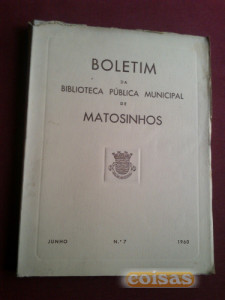 BOLETIM
DA
BIBLIOTECA PÚBLICA MUNICIPAL
DE
MATOSINHOS
JUNHO N.º 7 1960
coisas